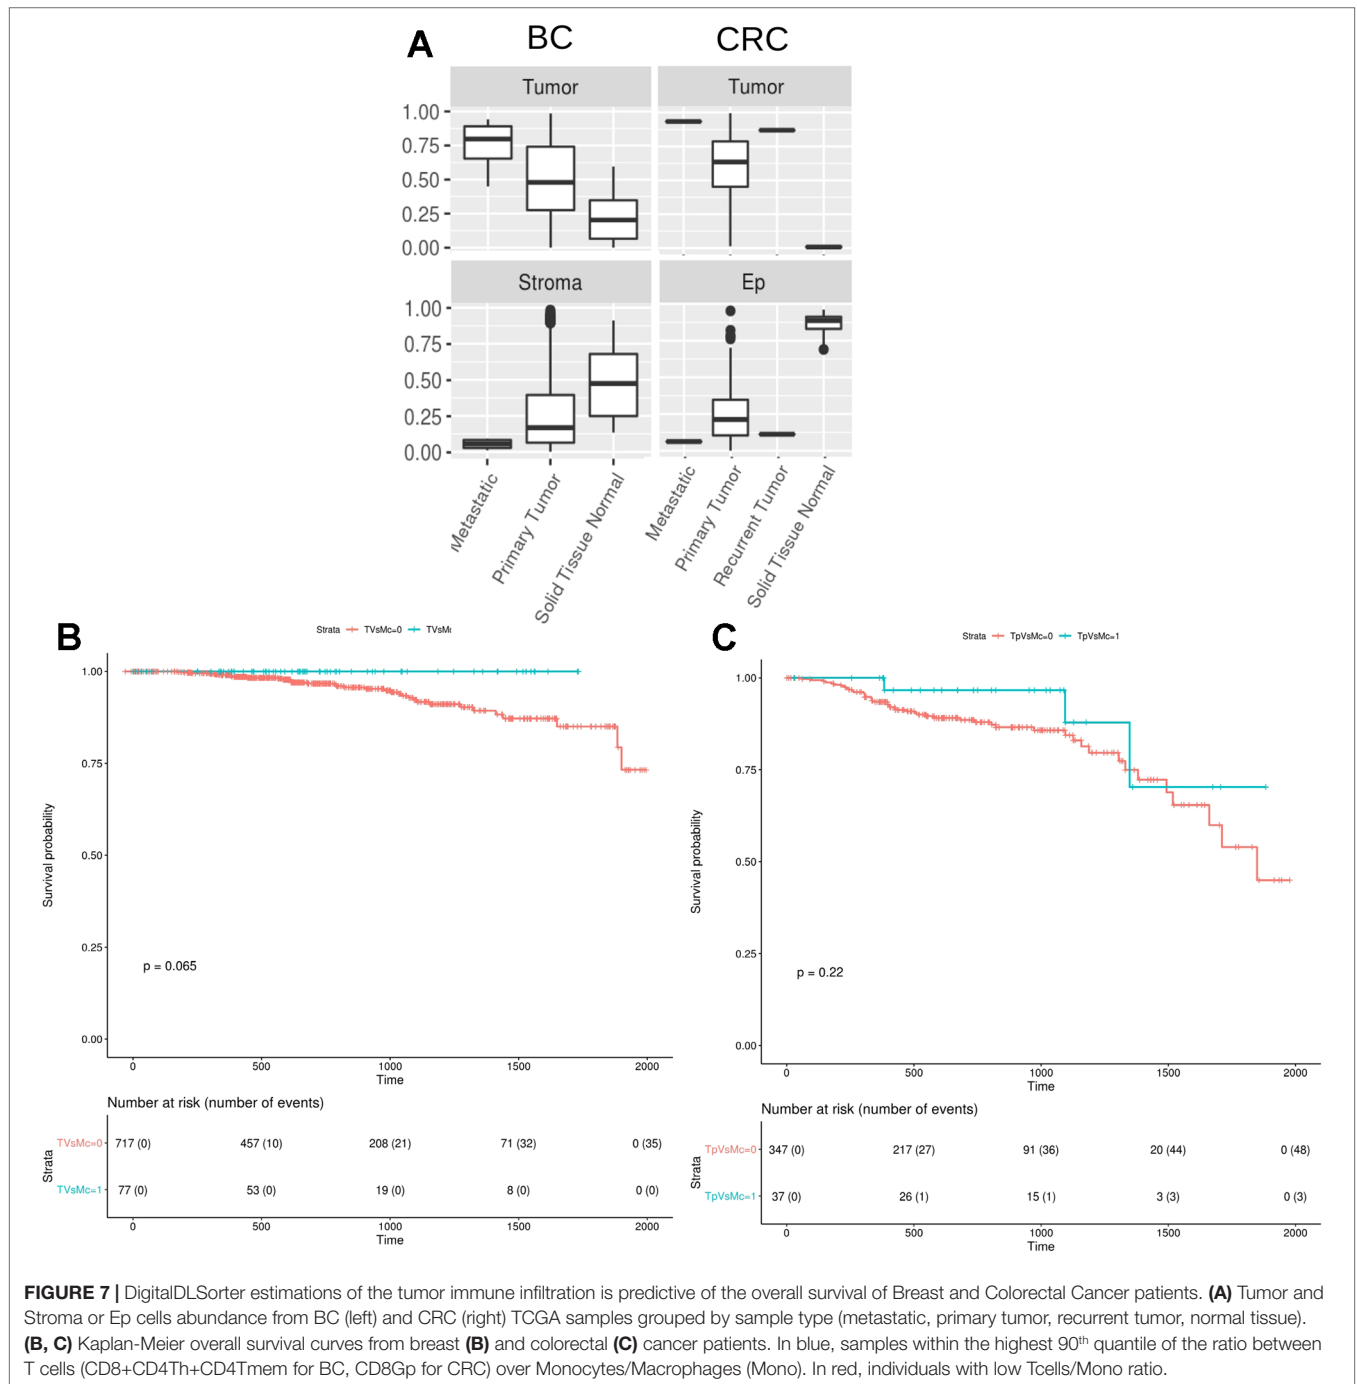 A
BC
CRC
Tumor
Tumor
1.00
0.75
0.50
0.25
0.00
Stroma
Ep
1.00
0.75
0.50
0.25
0.00
Metastatic
Primary Tumor
Solid Tissue Normal
Metastatic
Primary Tumor
Recurrent Tumor
Solid Tissue Normal
B
Strata TVsMc=0 TVsMc
1.00
0.75
0.50
0.25
0.00
Survival probability
p = 0.065
0 500 1000 1500 2000
Time
Number at risk (number of events)
Strata
TVsMc=0 717 (0) 457 (10) 208 (21) 71 (32) 0 (35)
TVsMc=1 77 (0) 53 (0) 19 (0) 8 (0) 0 (0)
0 500 1000 1500 2000
Time
C
Strata TpVsMc=0 TpVsMc=1
1.00
0.75
0.50
0.25
0.00
Survival probability
p = 0.22
0 500 1000 1500 2000
Time
Number at risk (number of events)
Strata
TpVsMc=0 347 (0) 217 (27) 91 (36) 20 (44) 0 (48)
TpVsMc=1 37 (0) 26 (1) 15 (1) 3 (3) 0 (3)
0 500 1000 1500 2000
Time
FIGURE 7 | DigitalDLSorter estimations of the tumor immune infiltration is predictive of the overall survival of Breast and Colorectal Cancer patients. (A) Tumor and
Stroma or Ep cells abundance from BC (left) and CRC (right) TCGA samples grouped by sample type (metastatic, primary tumor, recurrent tumor, normal tissue).
(B, C) Kaplan-Meier overall survival curves from breast (B) and colorectal (C) cancer patients. In blue, samples within the highest 90th quantile of the ratio between
T cells (CD8+CD4Th+CD4Tmem for BC, CD8Gp for CRC) over Monocytes/Macrophages (Mono). In red, individuals with low Tcells/Mono ratio.